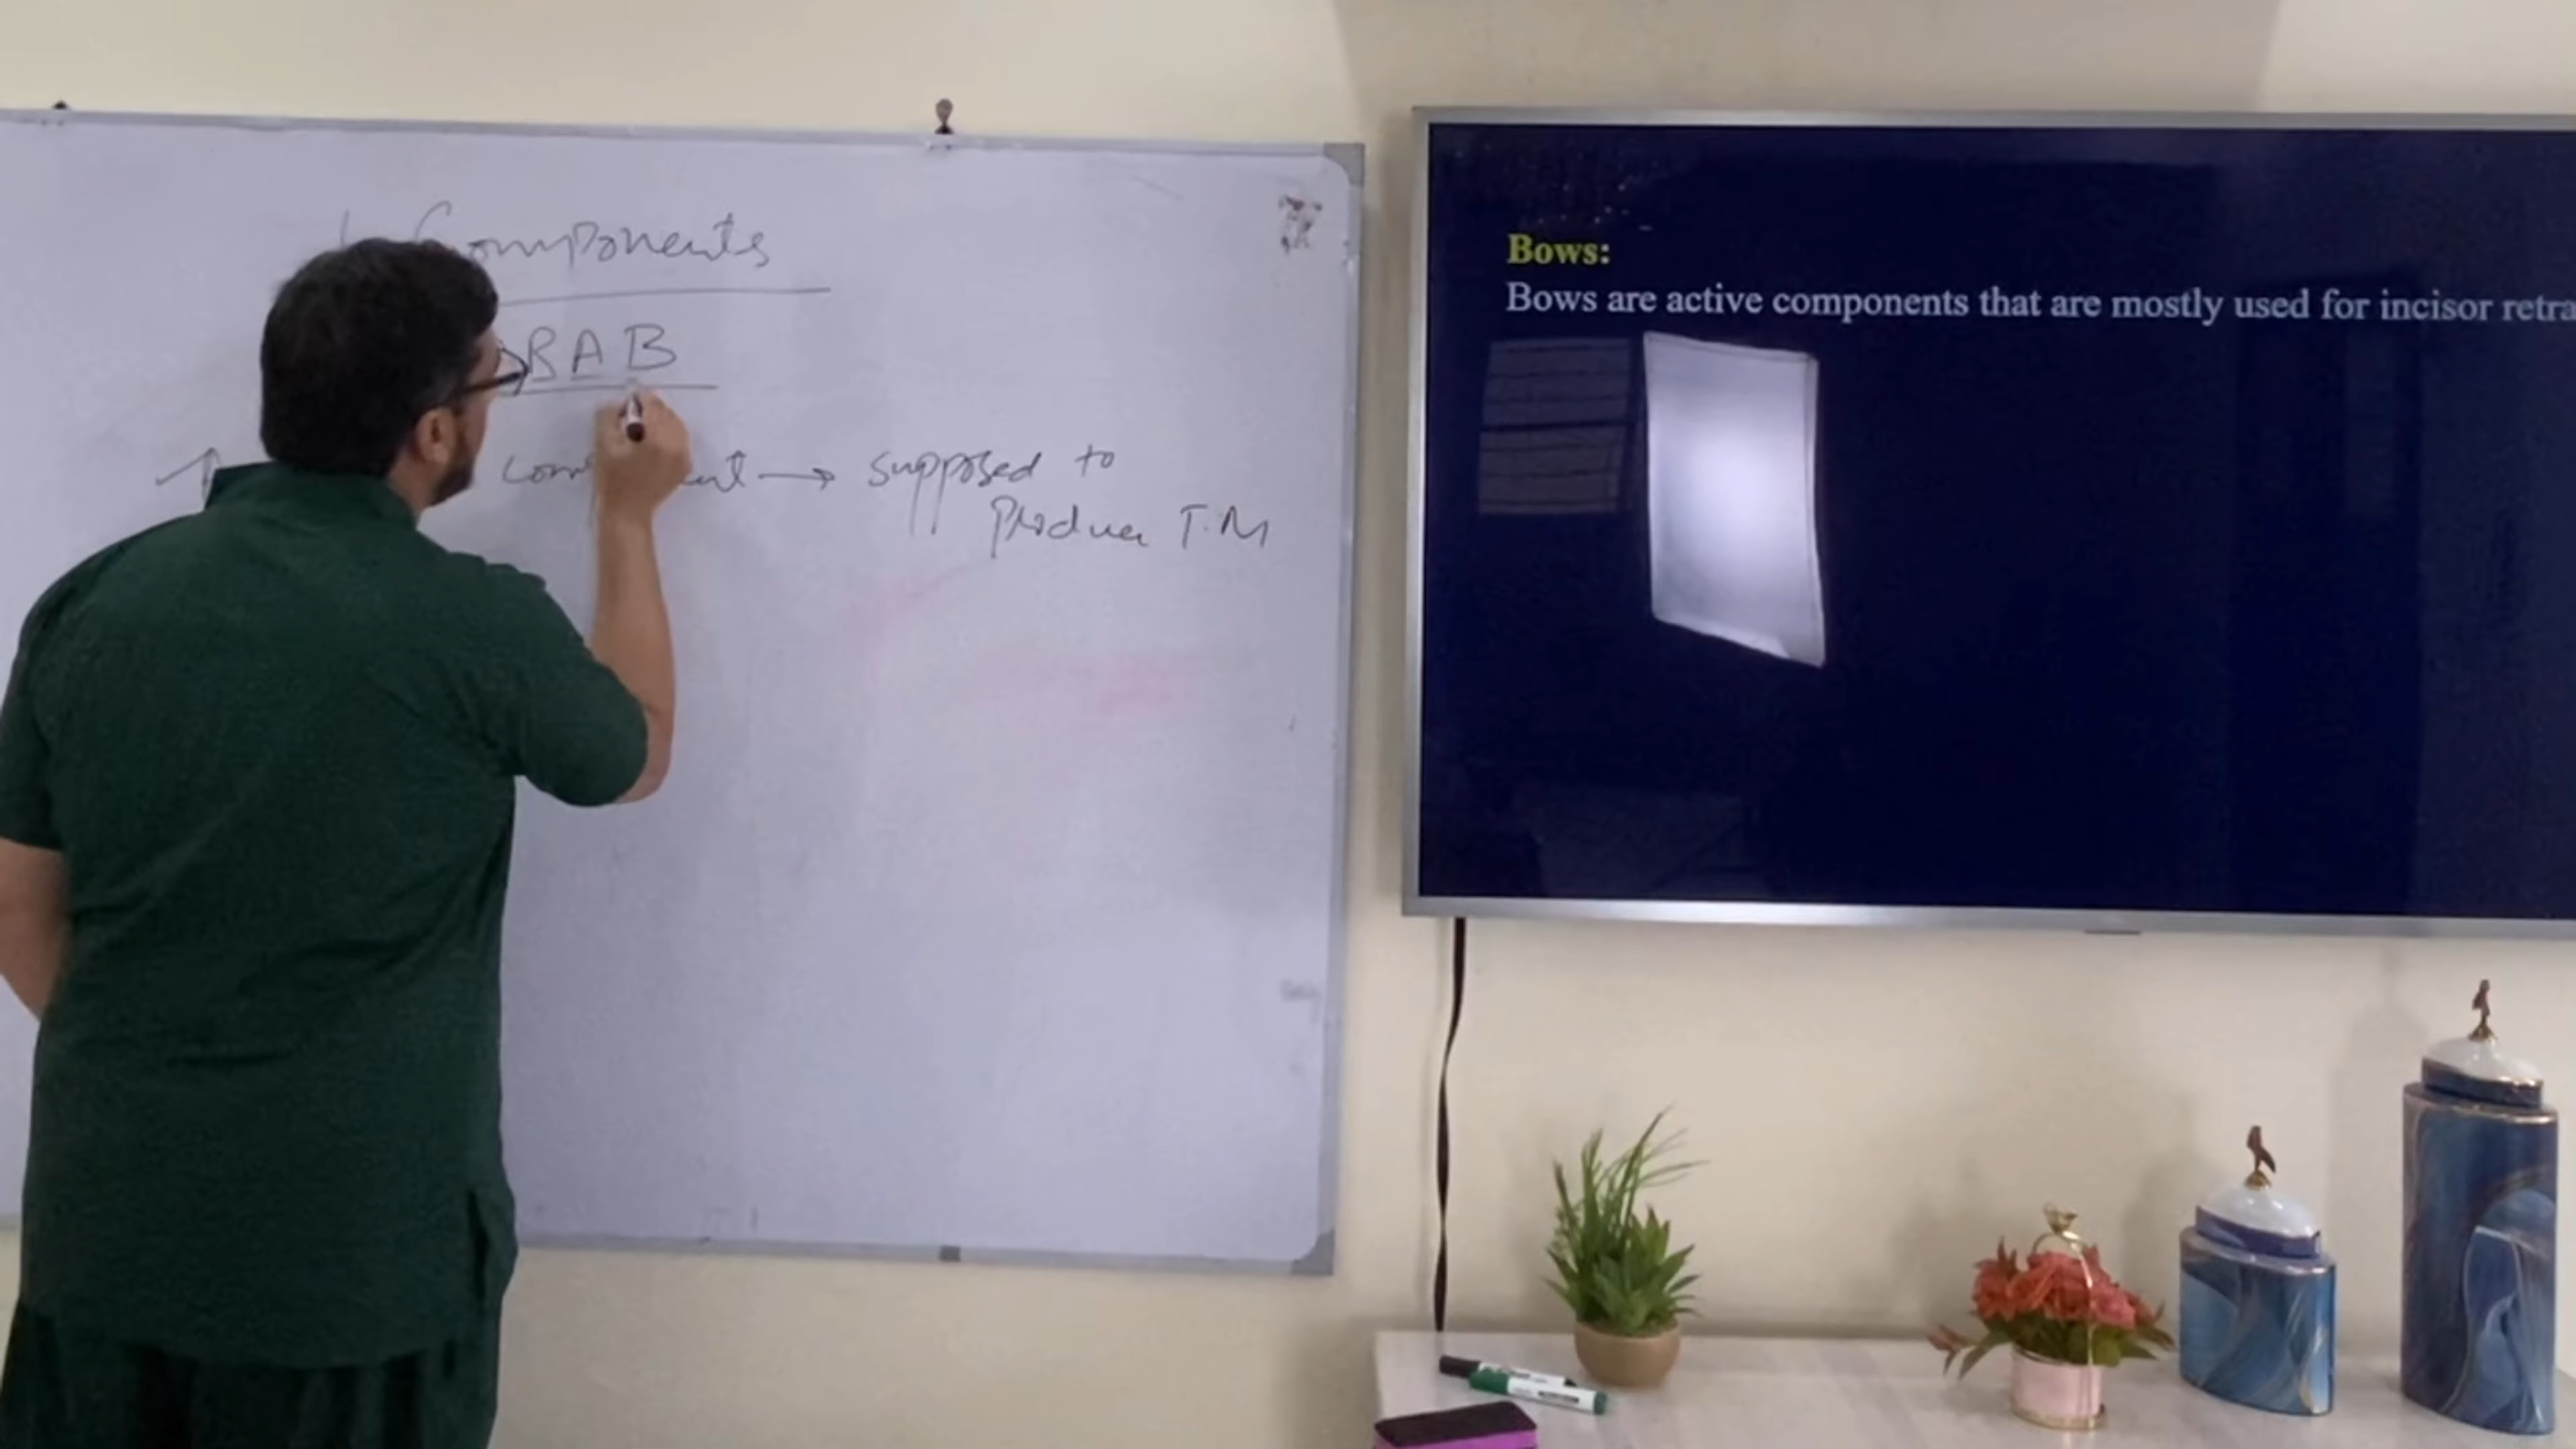 Components
RAB
→ supposed to
produce T.M
Bows:
Bows are active components that are mostly used for incisor retra